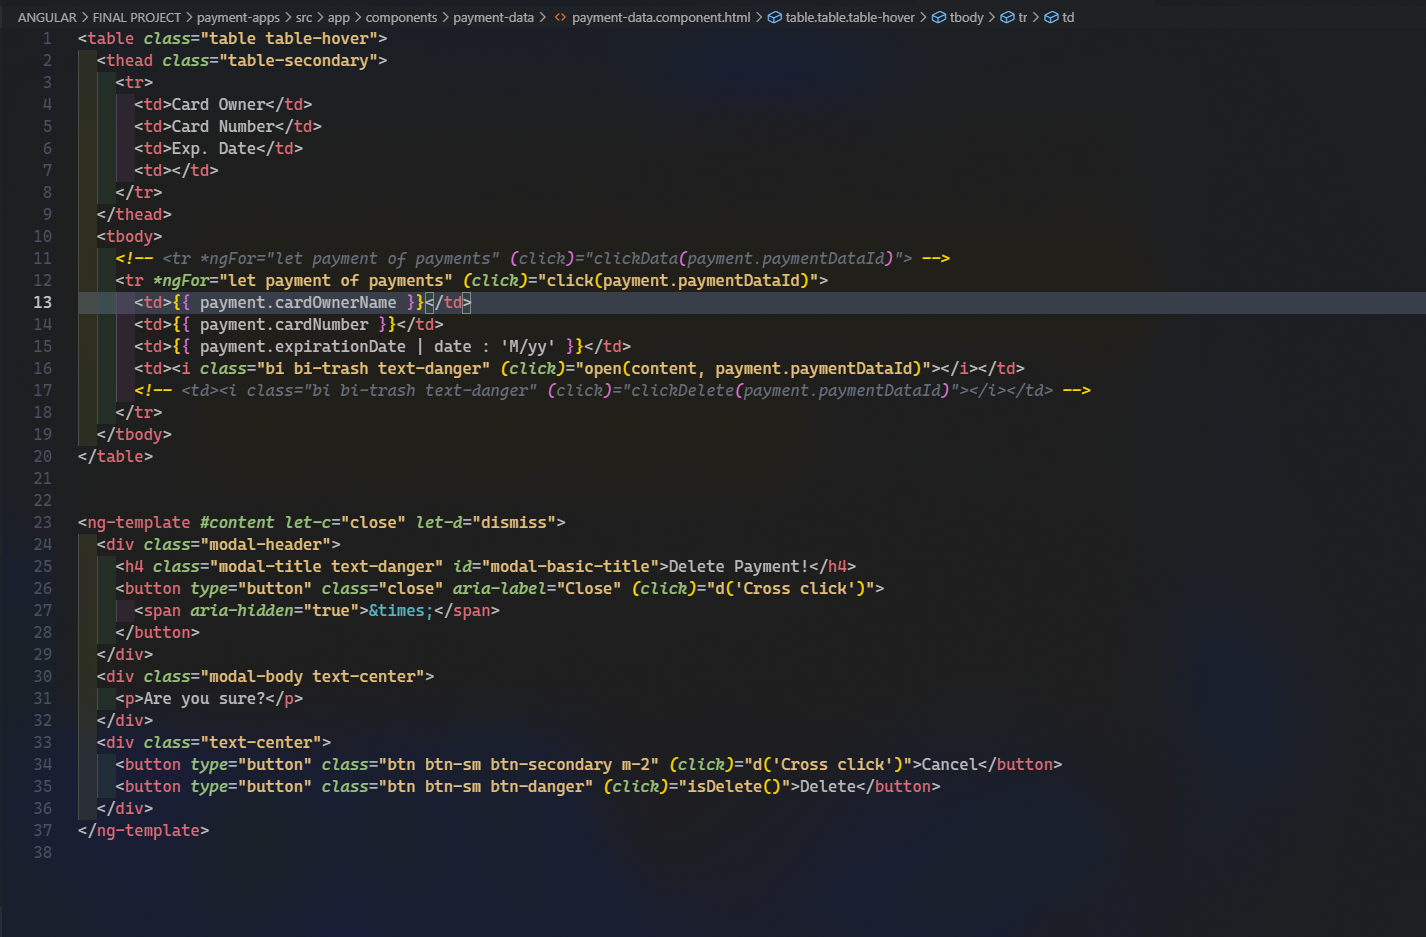 ANGULAR > FINAL PROJECT > payment-apps > src > app > components > payment-data > <> payment-data.component.html > table.table.table-hover > tbody > tr > td
1 <table class="table table-hover">
2 <thead class="table-secondary">
3 <tr>
4 <td>Card Owner</td>
5 <td>Card Number</td>
6 <td>Exp. Date</td>
7 <td></td>
8 </tr>
9 </thead>
10 <tbody>
11 <!-- <tr *ngFor="let payment of payments" (click)="clickData(payment.paymentDataId)"> -->
12 <tr *ngFor="let payment of payments" (click)="click(payment.paymentDataId)">
13 <td>{{ payment.cardOwnerName }}</td>
14 <td>{{ payment.cardNumber }}</td>
15 <td>{{ payment.expirationDate | date : 'M/yy' }}</td>
16 <td><i class="bi bi-trash text-danger" (click)="open(content, payment.paymentDataId)"></i></td>
17 <!-- <td><i class="bi bi-trash text-danger" (click)="clickDelete(payment.paymentDataId)"></i></td> -->
18 </tr>
19 </tbody>
20 </table>
21
22
23 <ng-template #content let-c="close" let-d="dismiss">
24 <div class="modal-header">
25 <h4 class="modal-title text-danger" id="modal-basic-title">Delete Payment!</h4>
26 <button type="button" class="close" aria-label="Close" (click)="d('Cross click')">
27 <span aria-hidden="true">&times;</span>
28 </button>
29 </div>
30 <div class="modal-body text-center">
31 <p>Are you sure?</p>
32 </div>
33 <div class="text-center">
34 <button type="button" class="btn btn-sm btn-secondary m-2" (click)="d('Cross click')">Cancel</button>
35 <button type="button" class="btn btn-sm btn-danger" (click)="isDelete()">Delete</button>
36 </div>
37 </ng-template>
38